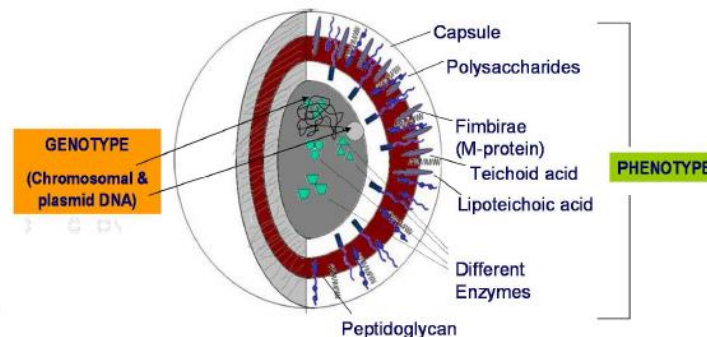 Capsule
Polysaccharides
Fimbirae
(M-protein)
Teichoid acid
Lipoteichoic acid
Different
Enzymes
Peptidoglycan
GENOTYPE
(Chromosomal &
plasmid DNA)
PHENOTYPE